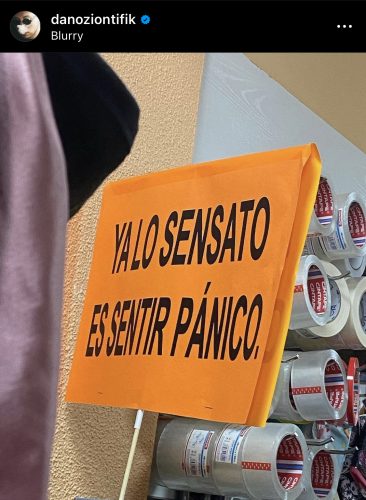 danoziontifik
Blurry
YA LO SENSATO
ES SENTIR PÁNICO.